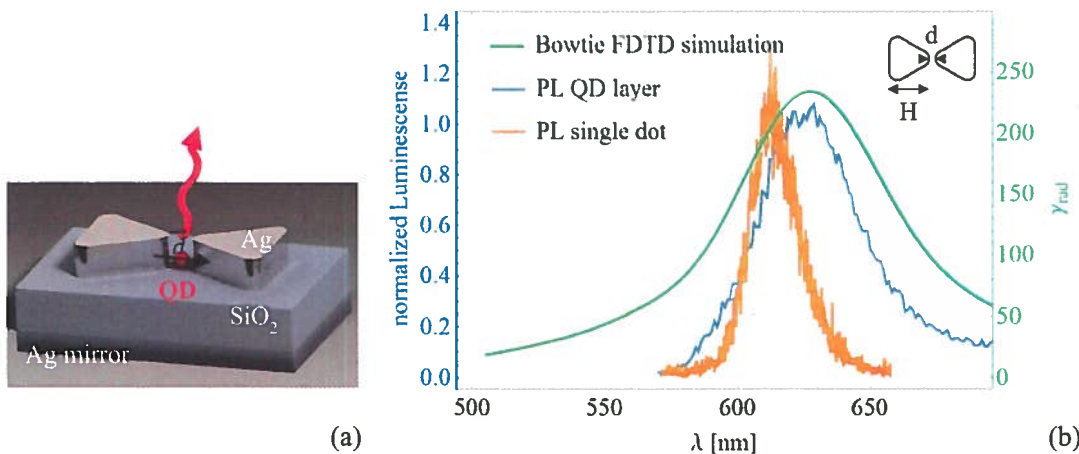 d
Ag
QD
SiO2
Ag mirror
(a)
normalized Luminescense
1.4
1.2
1.0
0.8
0.6
0.4
0.2
0.0
Bowtie FDTD simulation
PL QD layer
PL single dot
d
H
250
200
150
100
50
0
γrad
500
550
600
650
λ [nm]
(b)